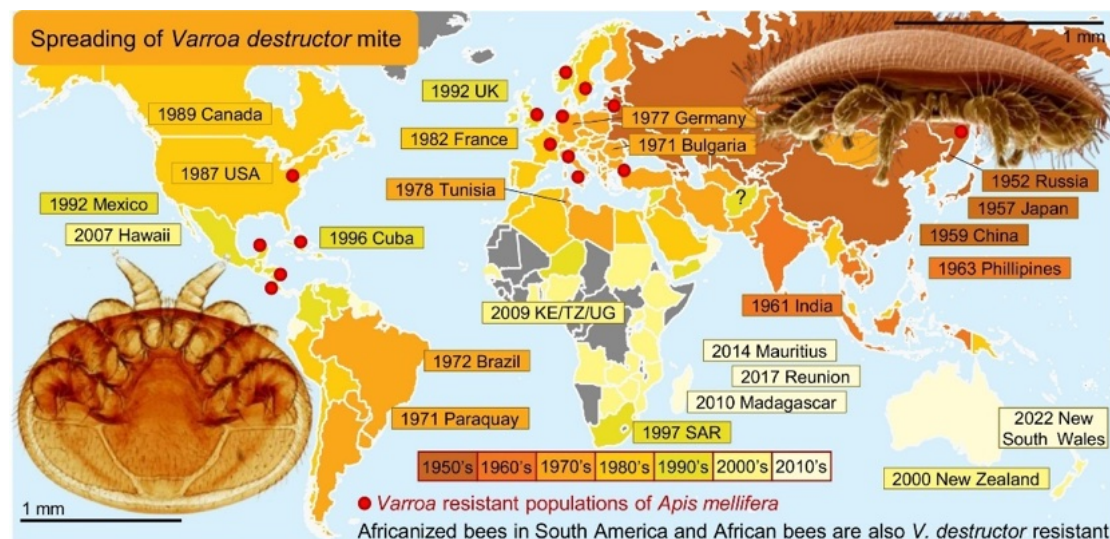 Spreading of Varroa destructor mite
1 mm
1992 UK
1989 Canada
1977 Germany
1982 France
1971 Bulgaria
1987 USA
1978 Tunisia
?
1952 Russia
1992 Mexico
1957 Japan
2007 Hawaii
1996 Cuba
1959 China
1963 Phillipines
1961 India
2009 KE/TZ/UG
2014 Mauritius
1972 Brazil
2017 Reunion
2010 Madagascar
1971 Paraquay
2022 New
South Wales
1997 SAR
1950's 1960's 1970's 1980's 1990's 2000's 2010's
2000 New Zealand
Varroa resistant populations of Apis mellifera
1 mm
Africanized bees in South America and African bees are also V. destructor resistant